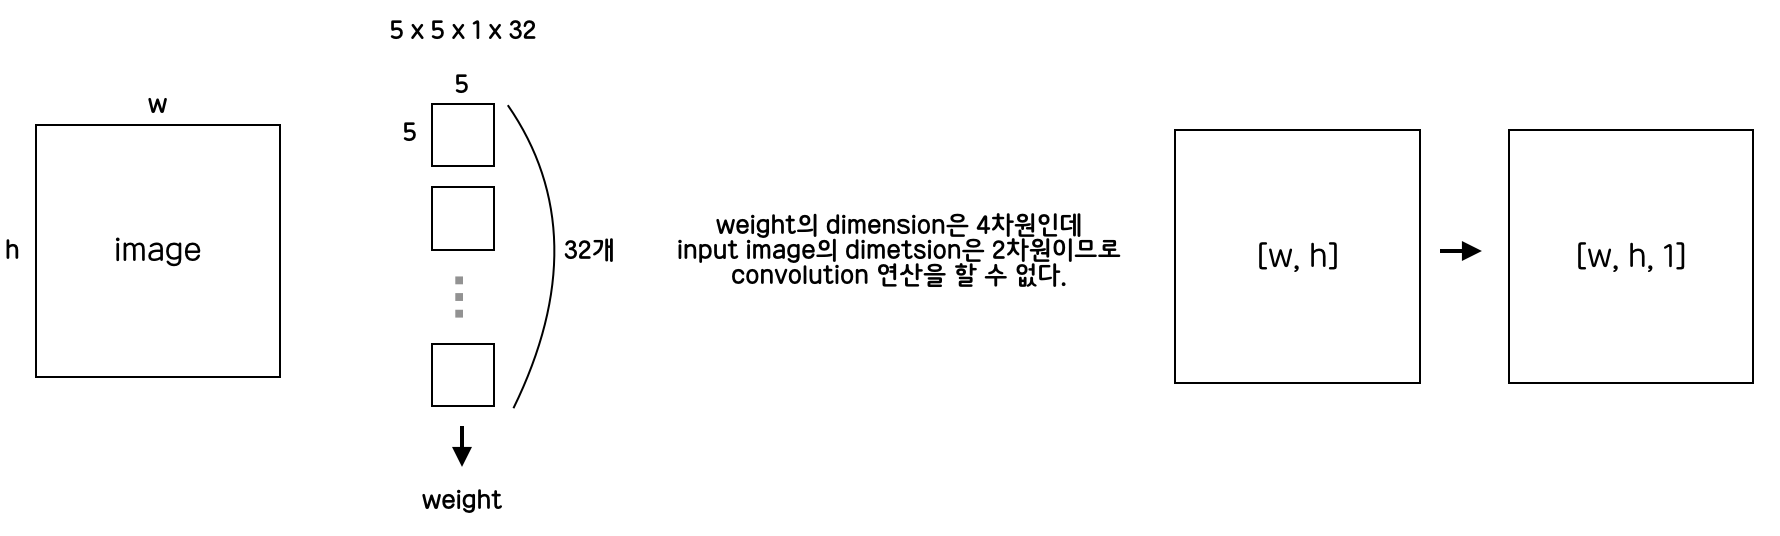 5 x 5 x 1 x 32
5
w
5
h
image
32개
weight의 dimension은 4차원인데
input image의 dimetsion은 2차원이므로
convolution 연산을 할 수 없다.
[w, h]
[w, h, 1]
weight